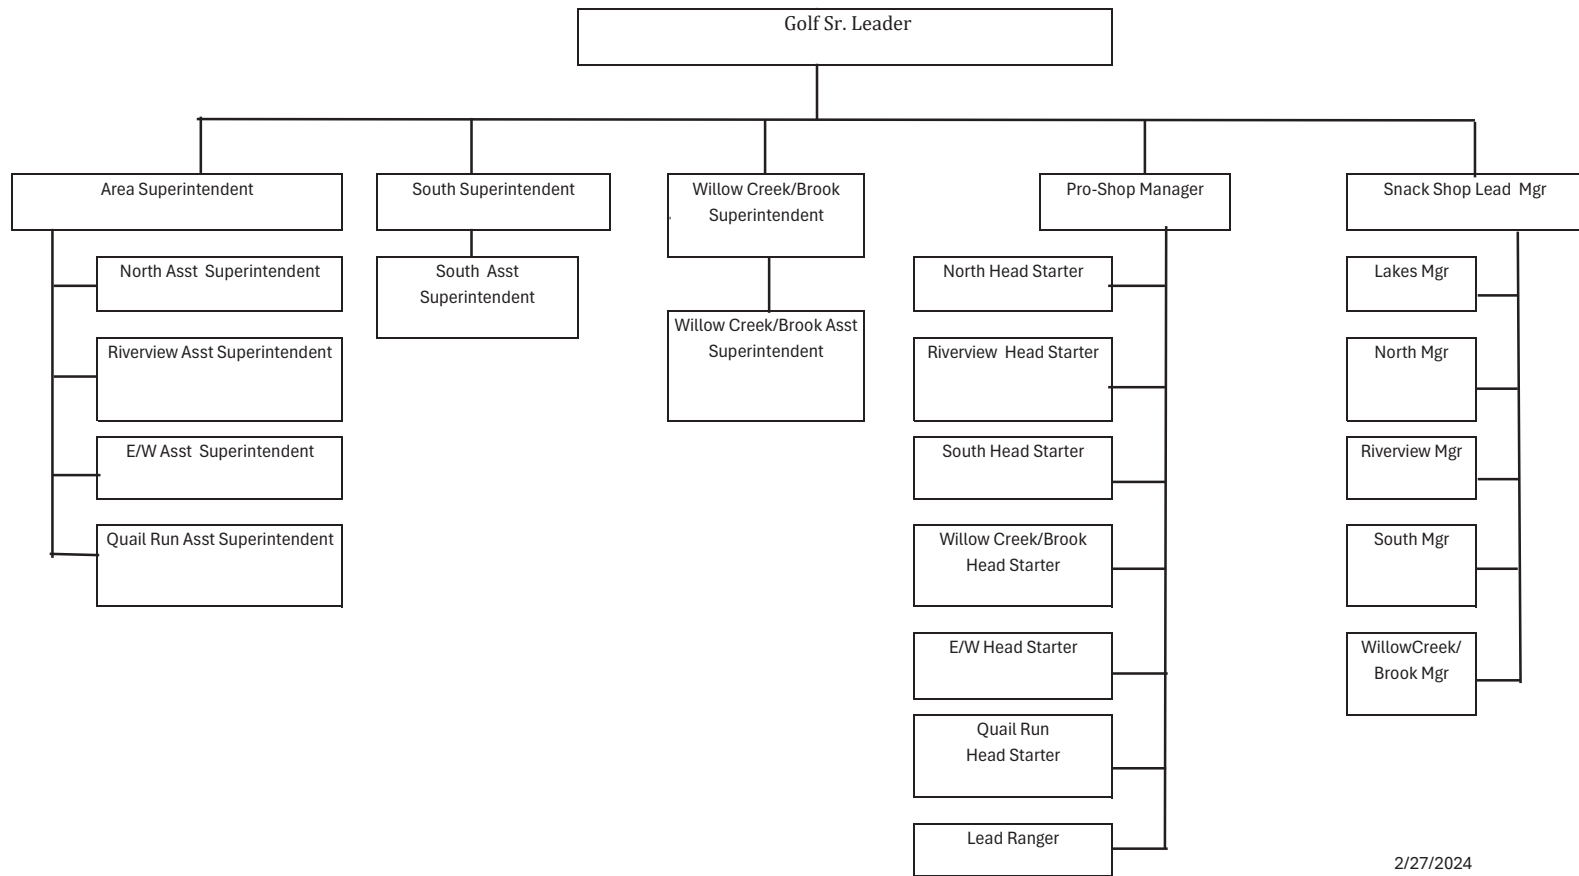 Golf Sr. Leader
Area Superintendent
North Asst Superintendent
Riverview Asst Superintendent
E/W Asst Superintendent
Quail Run Asst Superintendent
South Superintendent
South Asst
Superintendent
Willow Creek/Brook
Superintendent
Willow Creek/Brook Asst
Superintendent
Pro-Shop Manager
North Head Starter
Riverview Head Starter
South Head Starter
Willow Creek/Brook
Head Starter
E/W Head Starter
Quail Run
Head Starter
Lead Ranger
Snack Shop Lead Mgr
Lakes Mgr
North Mgr
Riverview Mgr
South Mgr
WillowCreek/
Brook Mgr
2/27/2024